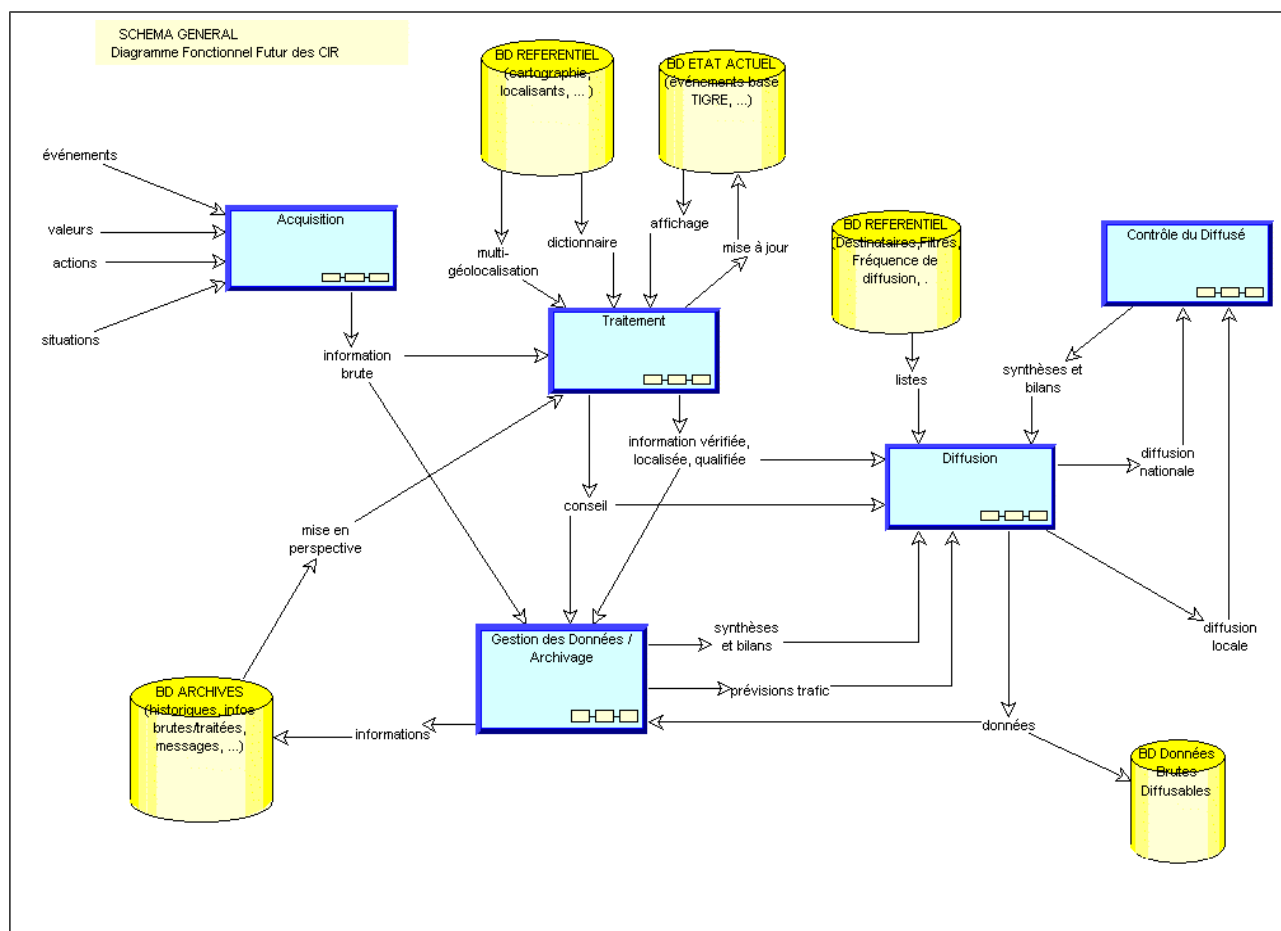 SCHEMA GENERAL
Diagramme Fonctionnel Futur des CIR
BD REFERENTIEL
(cartographie,
localisants, ... )
BD ETAT ACTUEL
(événements base
TIGRE, ...)
événements
valeurs
actions
situations
Acquisition
multi-
géolocalisation
dictionnaire
affichage
mise à jour
BD REFERENTIEL
(Destinataires,Filtres,
Fréquence de
diffusion, .
Contrôle du Diffusé
information
brute
Traitement
listes
synthèses et
bilans
information vérifiée,
localisée, qualifiée
Diffusion
diffusion
nationale
conseil
mise en
perspective
Gestion des Données /
Archivage
synthèses
et bilans
diffusion
locale
prévisions trafic
BD ARCHIVES
(historiques, infos
brutes/traitées,
messages, ...)
informations
données
BD Données
Brutes
Diffusables